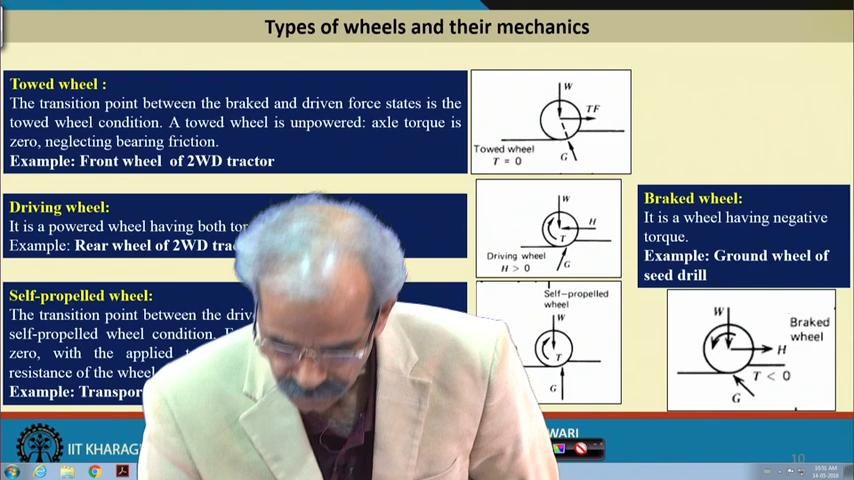 Types of wheels and their mechanics
Towed wheel :
The transition point between the braked and driven force states is the
towed wheel condition. A towed wheel is unpowered: axle torque is
zero, neglecting bearing friction.
Example: Front wheel of 2WD tractor
W
TF
Towed wheel
T = 0
G
Driving wheel:
It is a powered wheel having both
Example: Rear wheel of 2WD
W
H
T
Driving wheel
H > 0
G
Braked wheel:
It is a wheel having negative
torque.
Example: Ground wheel of
seed drill
Self-propelled wheel:
The transition point between the
self-propelled wheel condition.
zero, with the applied
resistance of the wheel
Example:
Self-propelled
wheel
W
T
G
W
Braked
wheel
H
T < 0
G
IIT
WARI
10
10:51 AM